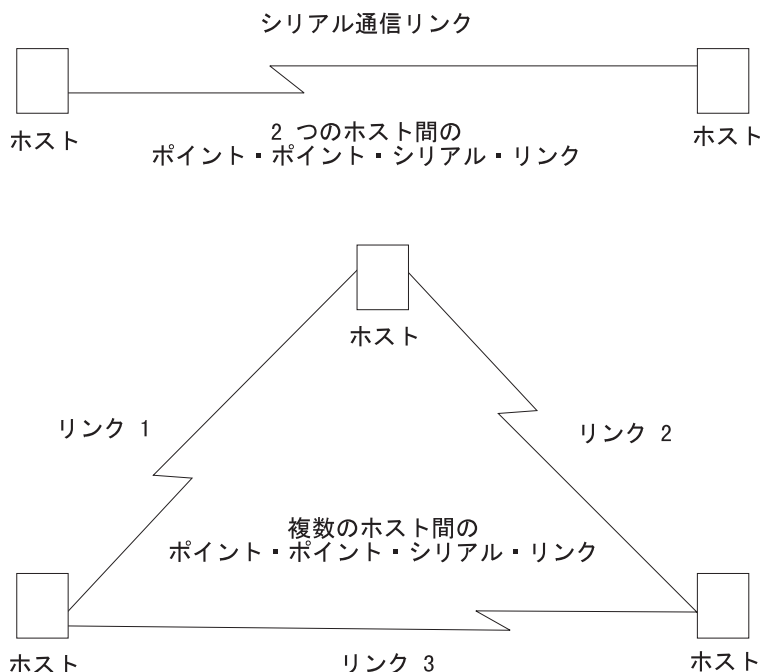 シリアル通信リンク
ホスト
ホスト
2 つのホスト間の
ポイント・ポイント・シリアル・リンク
ホスト
リンク 1
リンク 2
複数のホスト間の
ポイント・ポイント・シリアル・リンク
ホスト
リンク 3
ホスト